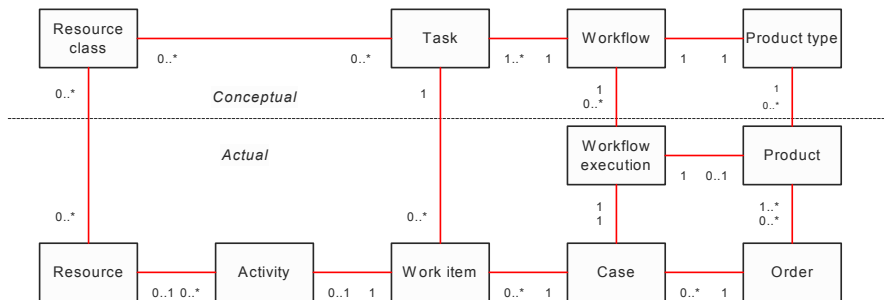 Resource
class
Task
Workflow
Product type
0..*
0..*
1..*
1
1
1
0..*
Conceptual
1
1
0..*
1
0..*
Actual
Workflow
execution
Product
1
0..1
0..*
0..*
1
1
1..*
0..*
Resource
Activity
Work item
Case
Order
0..1
0..*
0..1
1
0..*
1
0..*
1